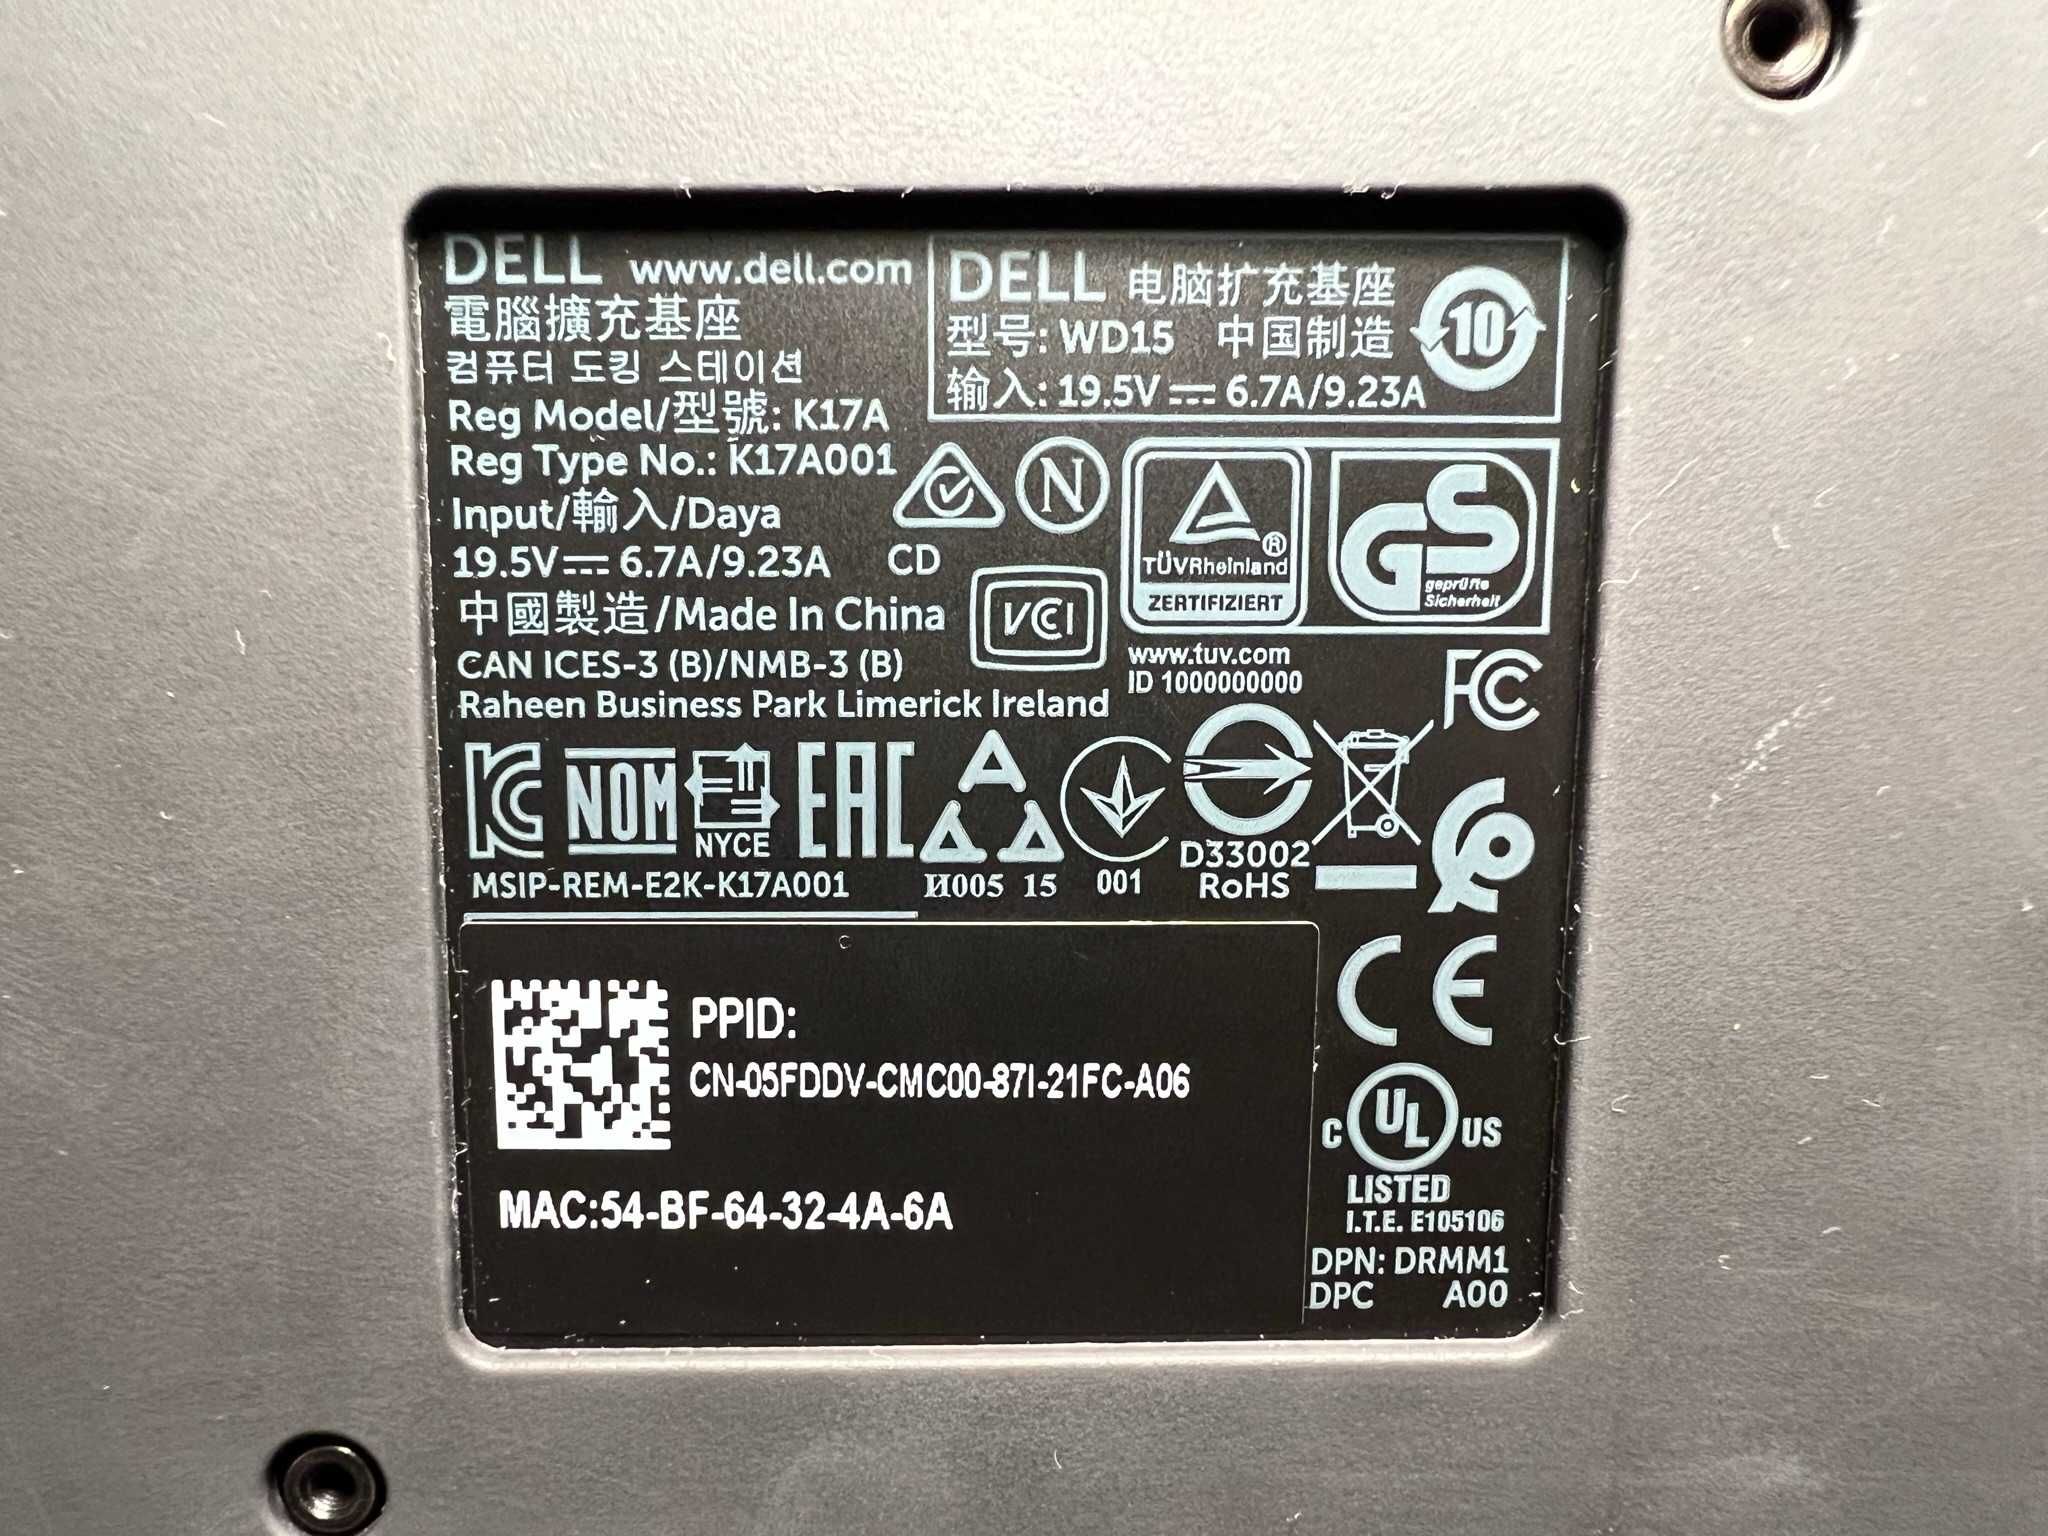 DELL www.dell.com
電腦擴充基座
컴퓨터 도킹 스테이션
Reg Model/型號: K17A
Reg Type No.: K17A001
Input/輸入/Daya
19.5V⎓6.7A/9.23A
中國製造/Made In China
CAN ICES-3 (B)/NMB-3 (B)
Raheen Business Park Limerick Ireland
DELL 电脑扩充基座
型号: WD15 中国制造
输入: 19.5V⎓6.7A/9.23A
10
CD
N
VCI
TÜVRheinland®
ZERTIFIZIERT
GS
geprüfte
Sicherheit
www.tuv.com
ID 1000000000
FC
KC
NOM
NYCE
EAC
MSIP-REM-E2K-K17A001
И005 15
001
D33002
RoHS
PPID:
CN-05FDDV-CMC00-87I-21FC-A06
MAC:54-BF-64-32-4A-6A
CE
C UL US
LISTED
I.T.E. E105106
DPN: DRMM1
DPC A00